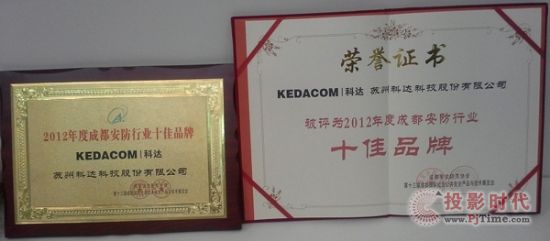 2012年度成都安防行业十佳品牌
KEDACOM 科达
苏州科达科技股份有限公司
荣誉证书
KEDACOM 科达 苏州科达科技股份有限公司
被评为2012年度成都安防行业
十佳品牌
投影时代
www.PjTime.com